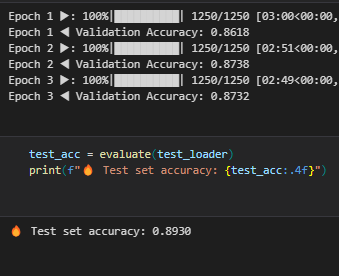 Epoch 1 ▶: 100%|██████████| 1250/1250 [03:00<00:00,
Epoch 1 ◀ Validation Accuracy: 0.8618
Epoch 2 ▶: 100%|██████████| 1250/1250 [02:51<00:00,
Epoch 2 ◀ Validation Accuracy: 0.8738
Epoch 3 ▶: 100%|██████████| 1250/1250 [02:49<00:00,
Epoch 3 ◀ Validation Accuracy: 0.8732
test_acc = evaluate(test_loader)
print(f"🔥 Test set accuracy: {test_acc:.4f}")
🔥 Test set accuracy: 0.8930